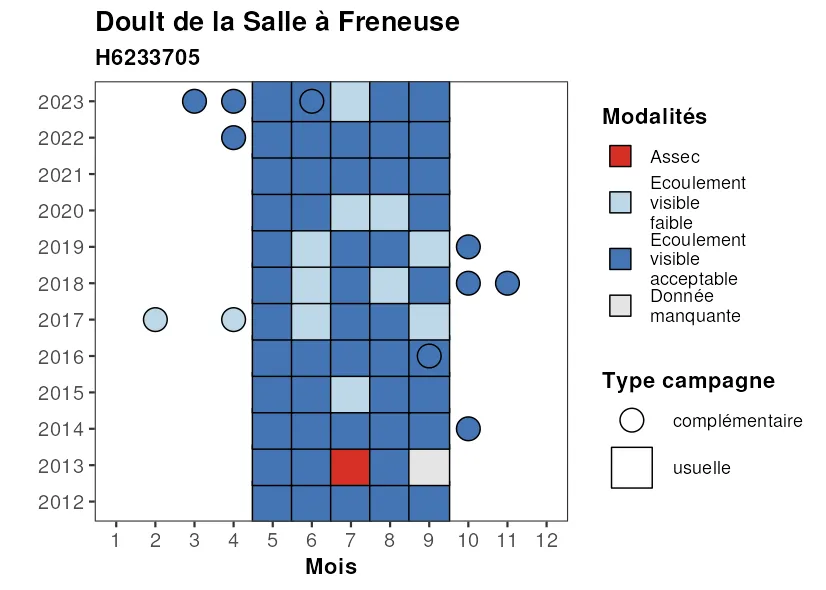 Doult de la Salle à Freneuse
H6233705
2023
2022
2021
2020
2019
2018
2017
2016
2015
2014
2013
2012
1 2 3 4 5 6 7 8 9 10 11 12
Mois
Modalités
Assec
Ecoulement
visible
faible
Ecoulement
visible
acceptable
Donnée
manquante
Type campagne
complémentaire
usuelle